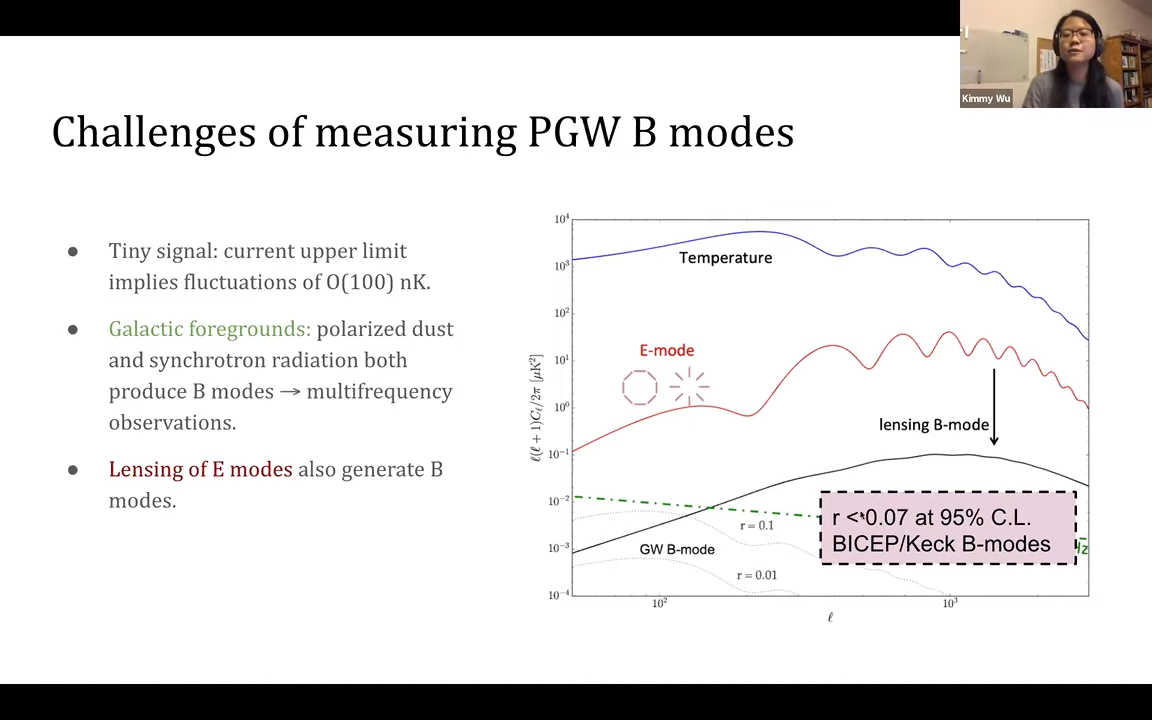 Kimmy Wu
Challenges of measuring PGW B modes
● Tiny signal: current upper limit
implies fluctuations of O(100) nK.
● Galactic foregrounds: polarized dust
and synchrotron radiation both
produce B modes → multifrequency
observations.
● Lensing of E modes also generate B
modes.
10⁴
10³
10²
10¹
10⁰
10⁻¹
10⁻²
10⁻³
10⁻⁴
ℓ(ℓ+1)Cℓ/2π [μK²]
Temperature
E-mode
lensing B-mode
r = 0.1
GW B-mode
r = 0.01
r < 0.07 at 95% C.L.
BICEP/Keck B-modes
10²
10³
ℓ